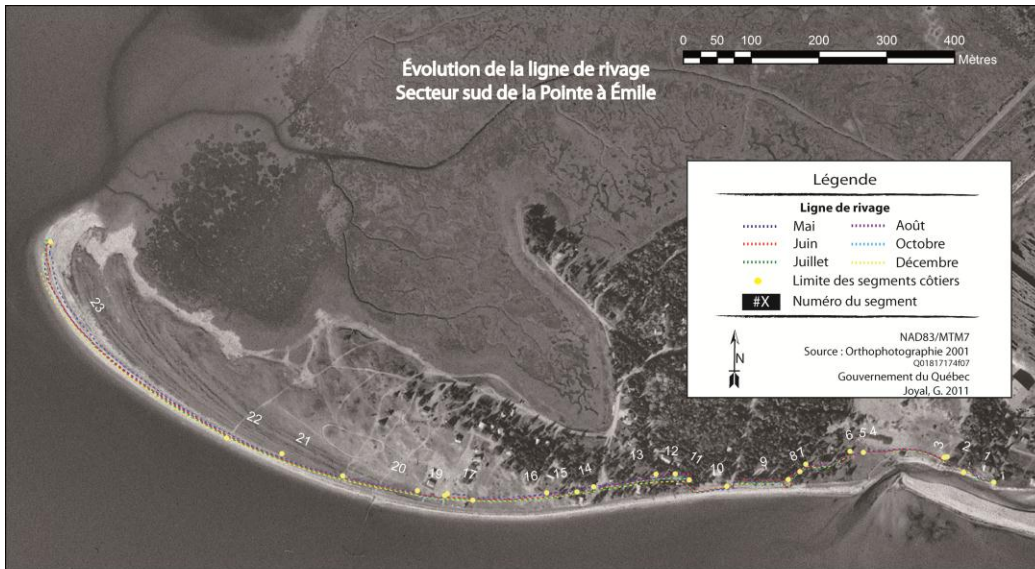 Évolution de la ligne de rivage
Secteur sud de la Pointe à Émile
0 50 100 200 300 400
Mètres
Légende
Ligne de rivage
Mai Août
Juin Octobre
Juillet Décembre
Limite des segments côtiers
#X Numéro du segment
N
NAD83/MTM7
Source : Orthophotographie 2001
Q01817174f07
Gouvernement du Québec
Joyal, G. 2011
23
22
21
20
19
17
16
15
14
13
12
11
10
9
8
7
6
5
4
3
2
1